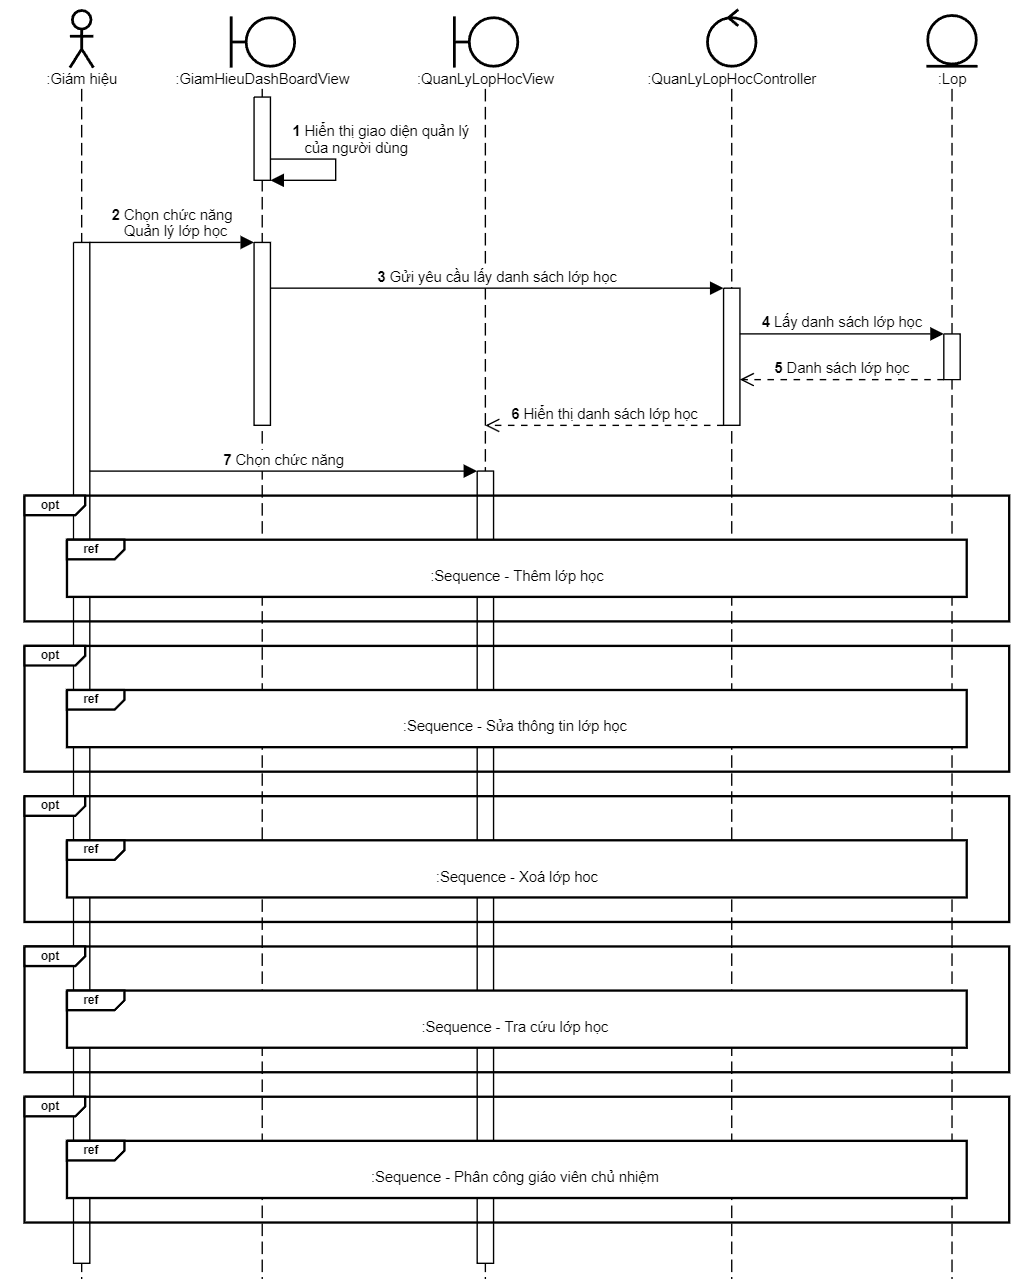 :Giám hiệu
:GiamHieuDashBoardView
:QuanLyLopHocView
:QuanLyLopHocController
:Lop
1 Hiển thị giao diện quản lý
của người dùng
2 Chọn chức năng
Quản lý lớp học
3 Gửi yêu cầu lấy danh sách lớp học
4 Lấy danh sách lớp học
5 Danh sách lớp học
6 Hiển thị danh sách lớp học
7 Chọn chức năng
opt
ref
:Sequence - Thêm lớp học
opt
ref
:Sequence - Sửa thông tin lớp học
opt
ref
:Sequence - Xoá lớp hoc
opt
ref
:Sequence - Tra cứu lớp học
opt
ref
:Sequence - Phân công giáo viên chủ nhiệm